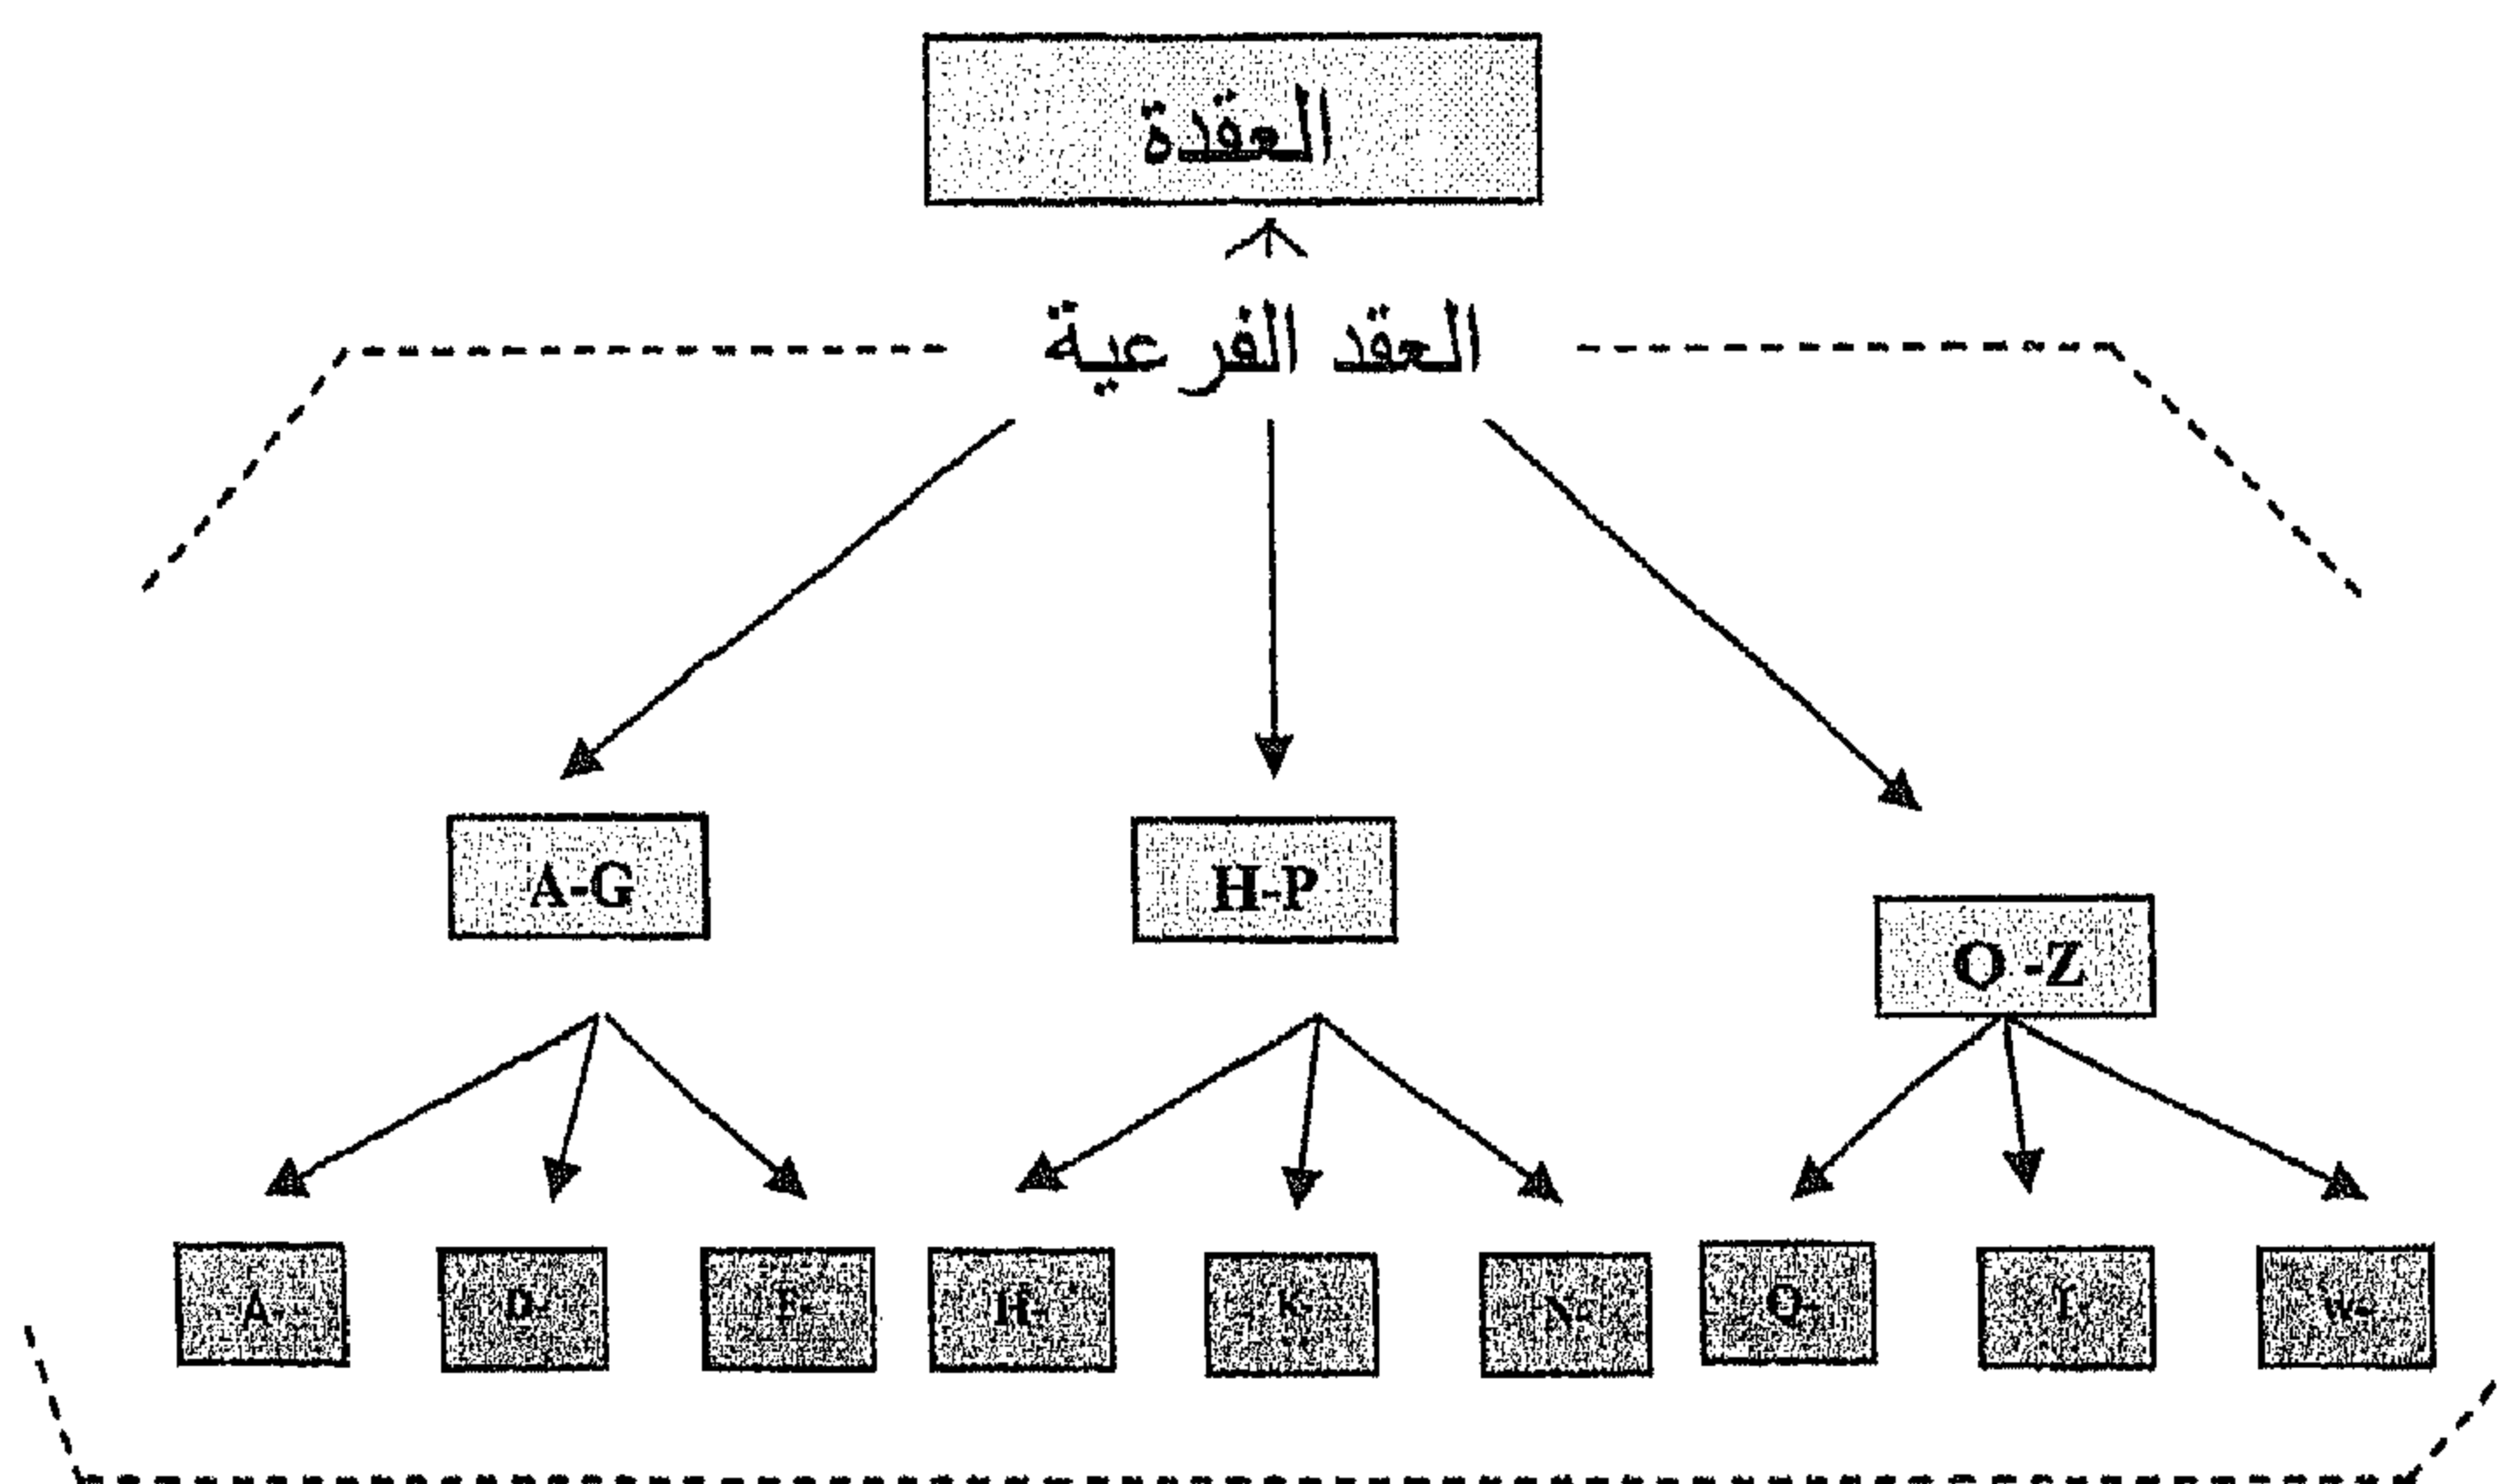 العقدة
العقد الفرعية
A-G
H-P
Q-Z
A-
D-
H-
K-
N-
Q-
W-